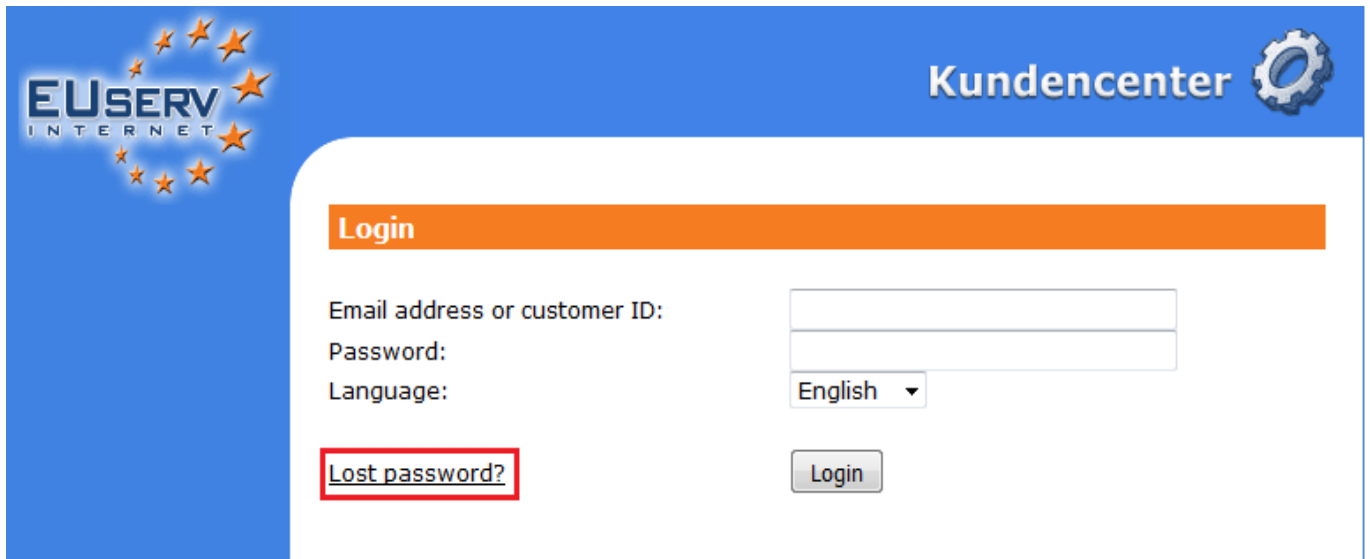 EUSERV
INTERNET
Kundencenter
Login
Email address or customer ID:
Password:
Language:
English
Lost password?
Login